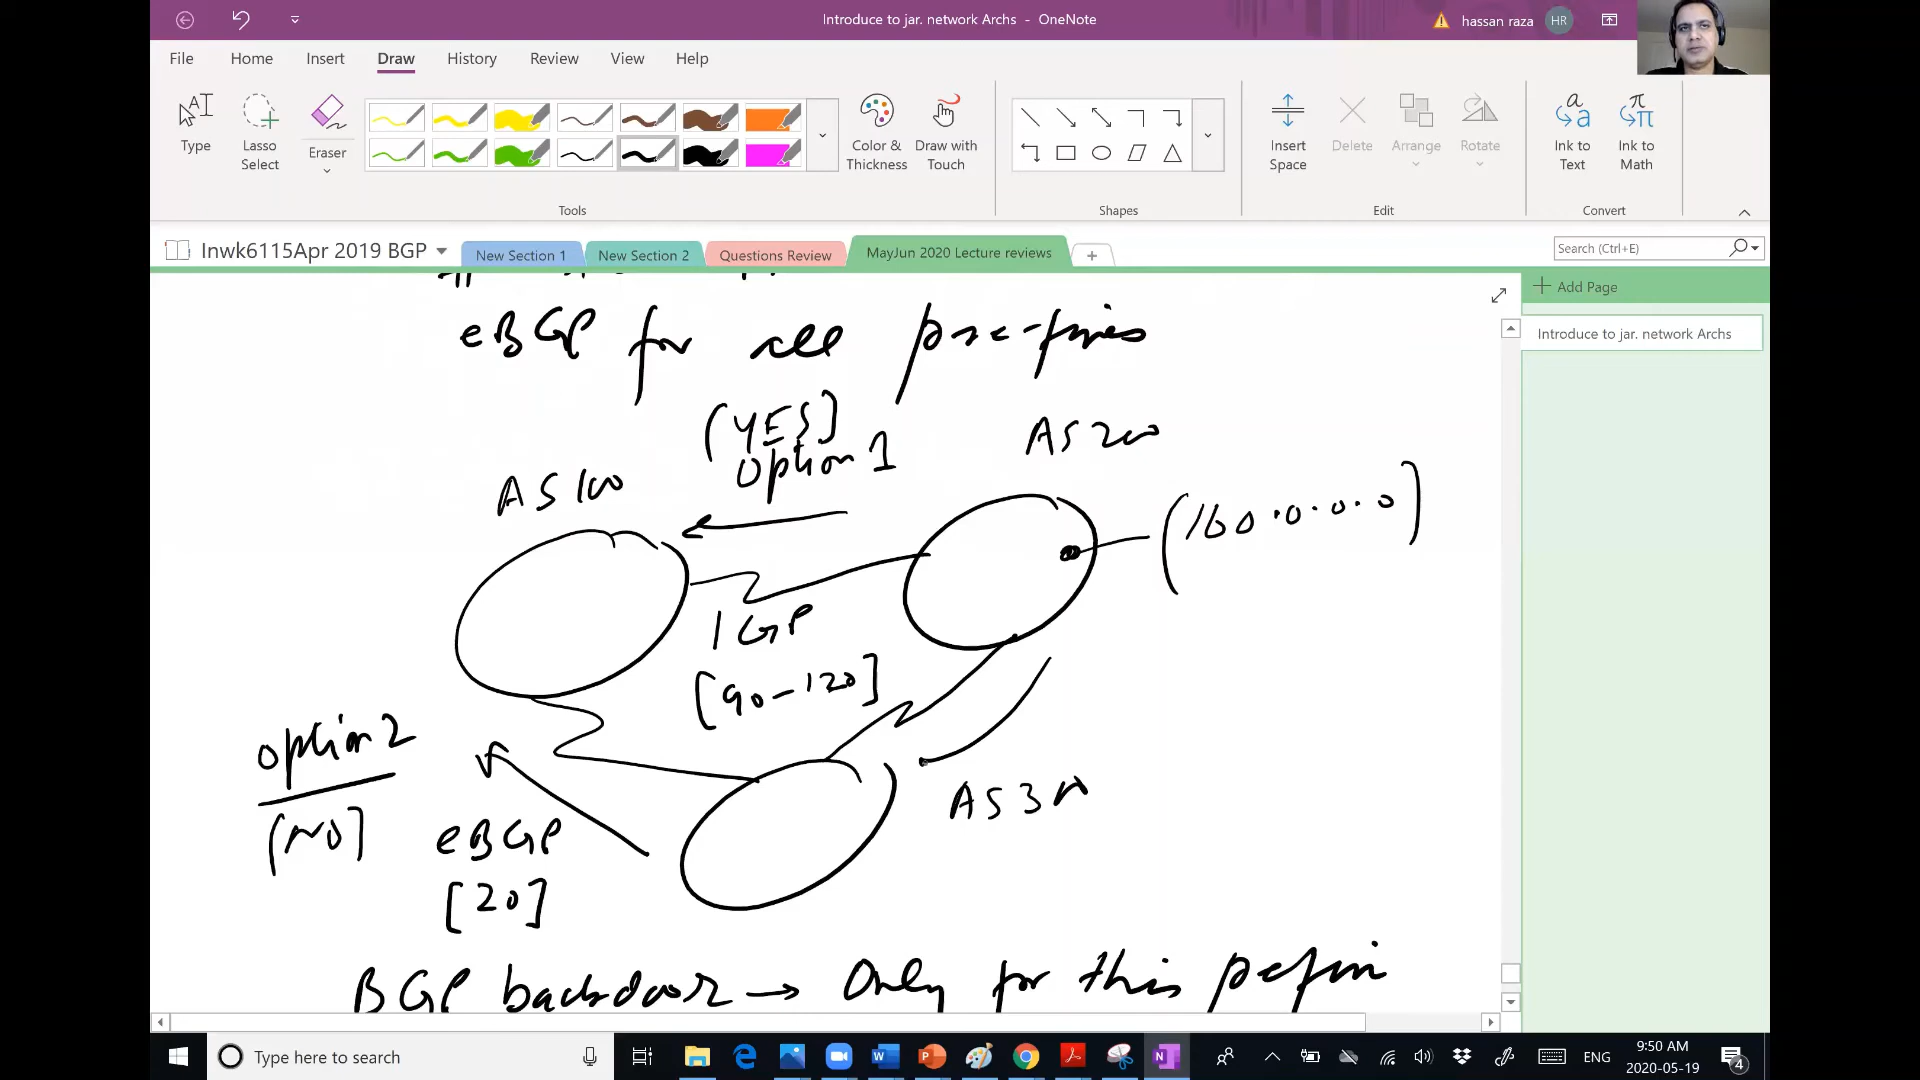 Introduce to jar. network Archs - OneNote
hassan raza
HR
File Home Insert Draw History Review View Help
Type
Lasso Select
Eraser
Color & Thickness
Draw with Touch
Insert Space
Delete
Arrange
Rotate
Ink to Text
Ink to Math
Tools
Shapes
Edit
Convert
Inwk6115Apr 2019 BGP
New Section 1
New Section 2
Questions Review
MayJun 2020 Lecture reviews
Search (Ctrl+E)
Add Page
Introduce to jar. network Archs
eBGP for all pre-fixes
[YES]
option 1
AS 200
AS 100
(160.0.0.0)
IGP
[90-120]
option 2
[NO]
eBGP
[20]
AS 300
BGP backdoor → Only for this prefix
Type here to search
ENG
9:50 AM
2020-05-19
4